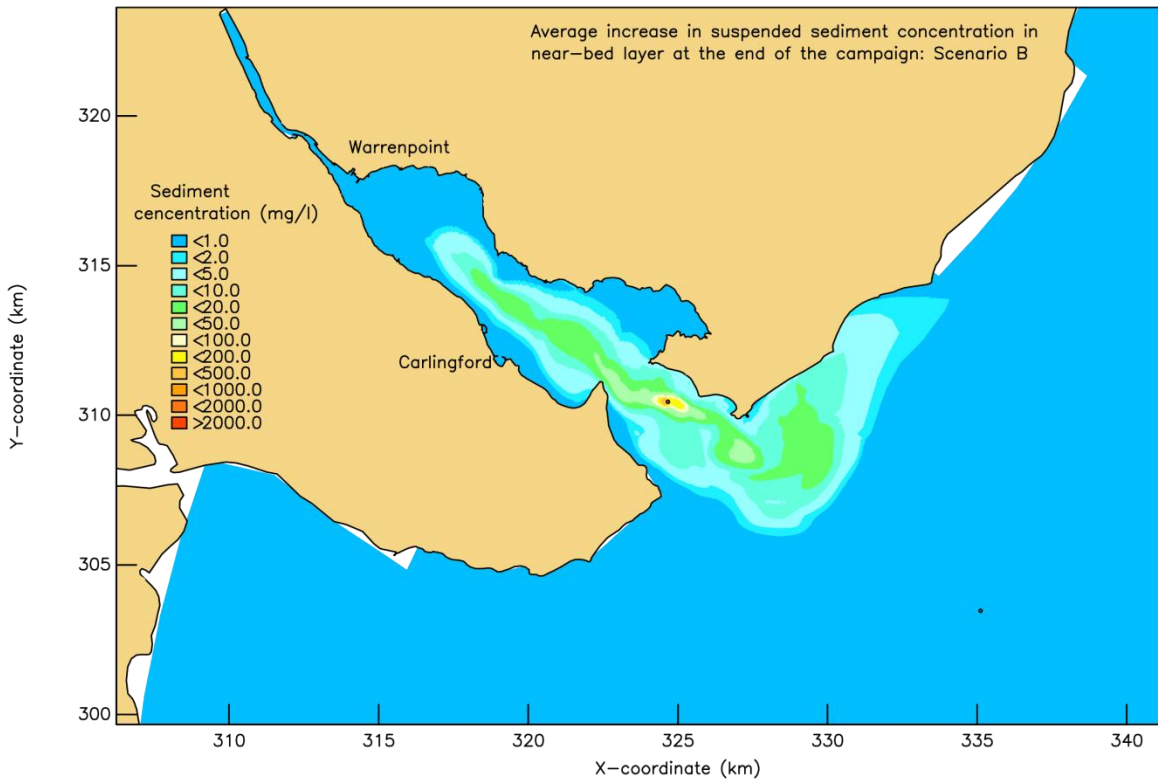 Average increase in suspended sediment concentration in
near-bed layer at the end of the campaign: Scenario B
320
Warrenpoint
Sediment
cencentration (mg/l)
<1.0
<2.0
<5.0
<10.0
<20.0
<50.0
<100.0
<200.0
<500.0
<1000.0
<2000.0
>2000.0
315
Carlingford
310
305
300
Y-coordinate (km)
310 315 320 325 330 335 340
X-coordinate (km)